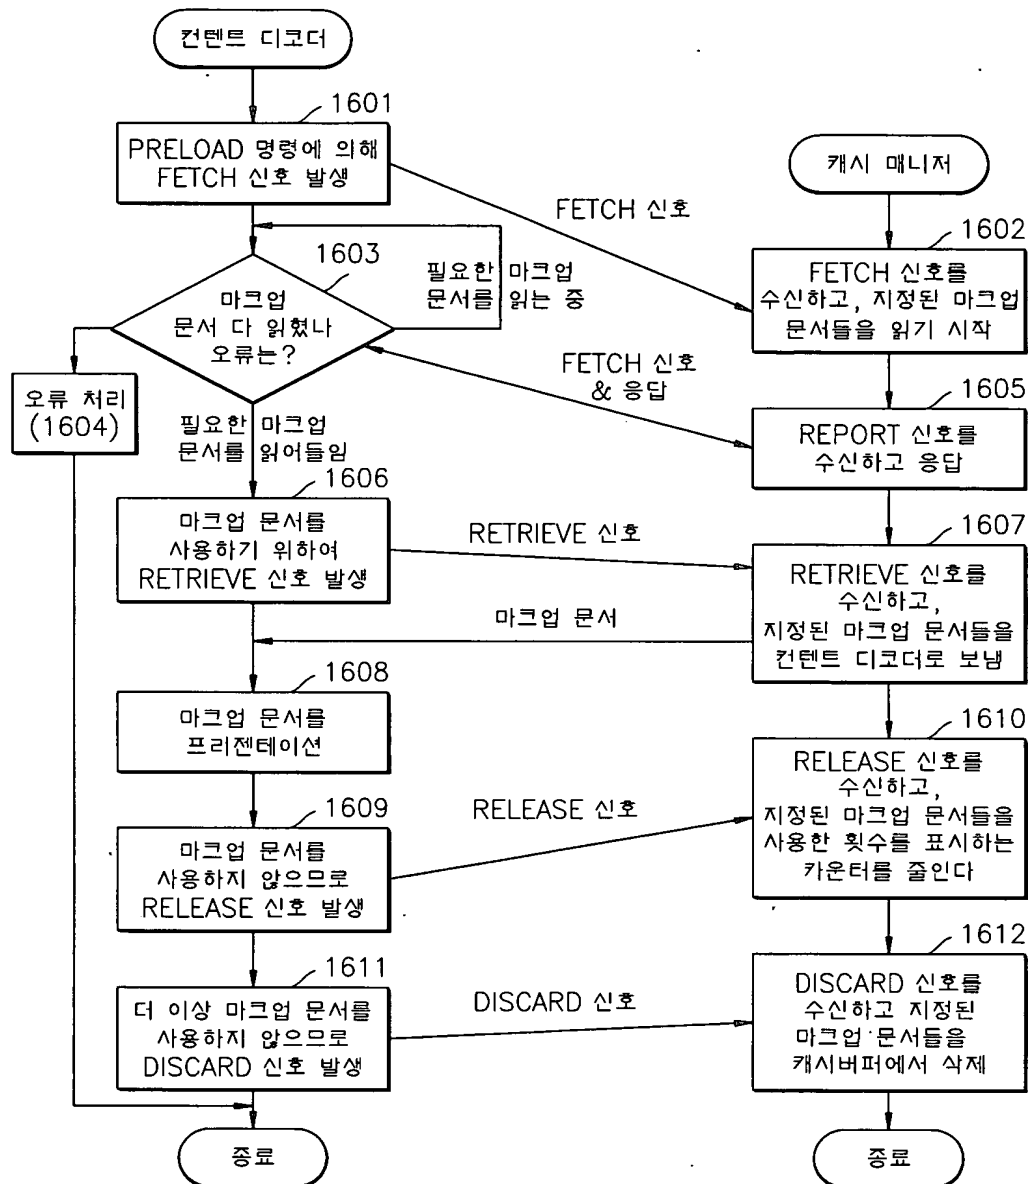 컨텐트 디코더
1601
PRELOAD 명령에 의해
FETCH 신호 발생
캐시 매니저
FETCH 신호
1602
FETCH 신호를
수신하고, 지정된 마크업
문서들을 읽기 시작
1603
필요한 마크업
문서를 읽는 중
마크업
문서 다 읽혔나
오류는?
FETCH 신호
& 응답
오류 처리
(1604)
1605
REPORT 신호를
수신하고 응답
필요한 마크업
문서를 읽어들임
1606
마크업 문서를
사용하기 위하여
RETRIEVE 신호 발생
RETRIEVE 신호
1607
RETRIEVE 신호를
수신하고,
지정된 마크업 문서들을
컨텐트 디코더로 보냄
마크업 문서
1608
마크업 문서를
프리젠테이션
1609
마크업 문서를
사용하지 않으므로
RELEASE 신호 발생
RELEASE 신호
1610
RELEASE 신호를
수신하고,
지정된 마크업 문서들을
사용한 횟수를 표시하는
카운터를 줄인다
1611
더 이상 마크업 문서를
사용하지 않으므로
DISCARD 신호 발생
DISCARD 신호
1612
DISCARD 신호를
수신하고 지정된
마크업 문서들을
캐시버퍼에서 삭제
종료
종료